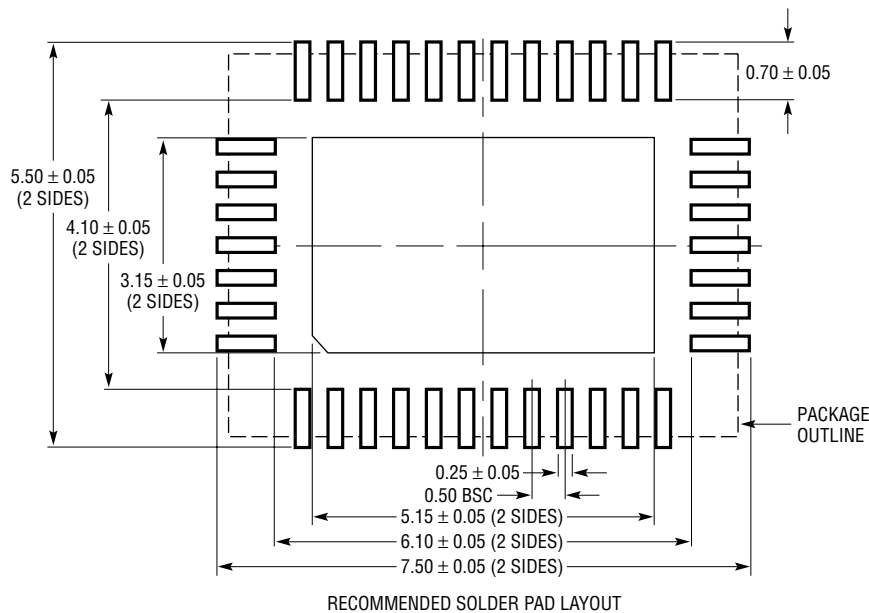 0.70 ± 0.05
5.50 ± 0.05
(2 SIDES)
4.10 ± 0.05
(2 SIDES)
3.15 ± 0.05
(2 SIDES)
PACKAGE
OUTLINE
0.25 ± 0.05
0.50 BSC
5.15 ± 0.05 (2 SIDES)
6.10 ± 0.05 (2 SIDES)
7.50 ± 0.05 (2 SIDES)
RECOMMENDED SOLDER PAD LAYOUT